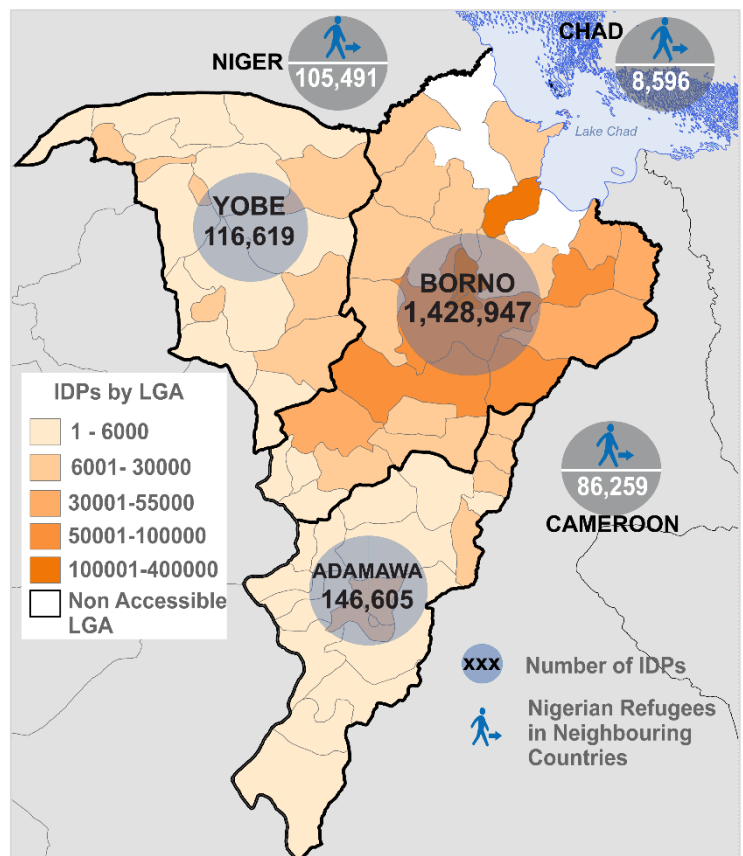 NIGER
105,491
CHAD
8,596
Lake Chad
YOBE
116,619
BORNO
1,428,947
IDPs by LGA
1 - 6000
6001- 30000
30001-55000
50001-100000
100001-400000
Non Accessible
LGA
86,259
CAMEROON
ADAMAWA
146,605
xxx
Number of IDPs
Nigerian Refugees
in Neighbouring
Countries